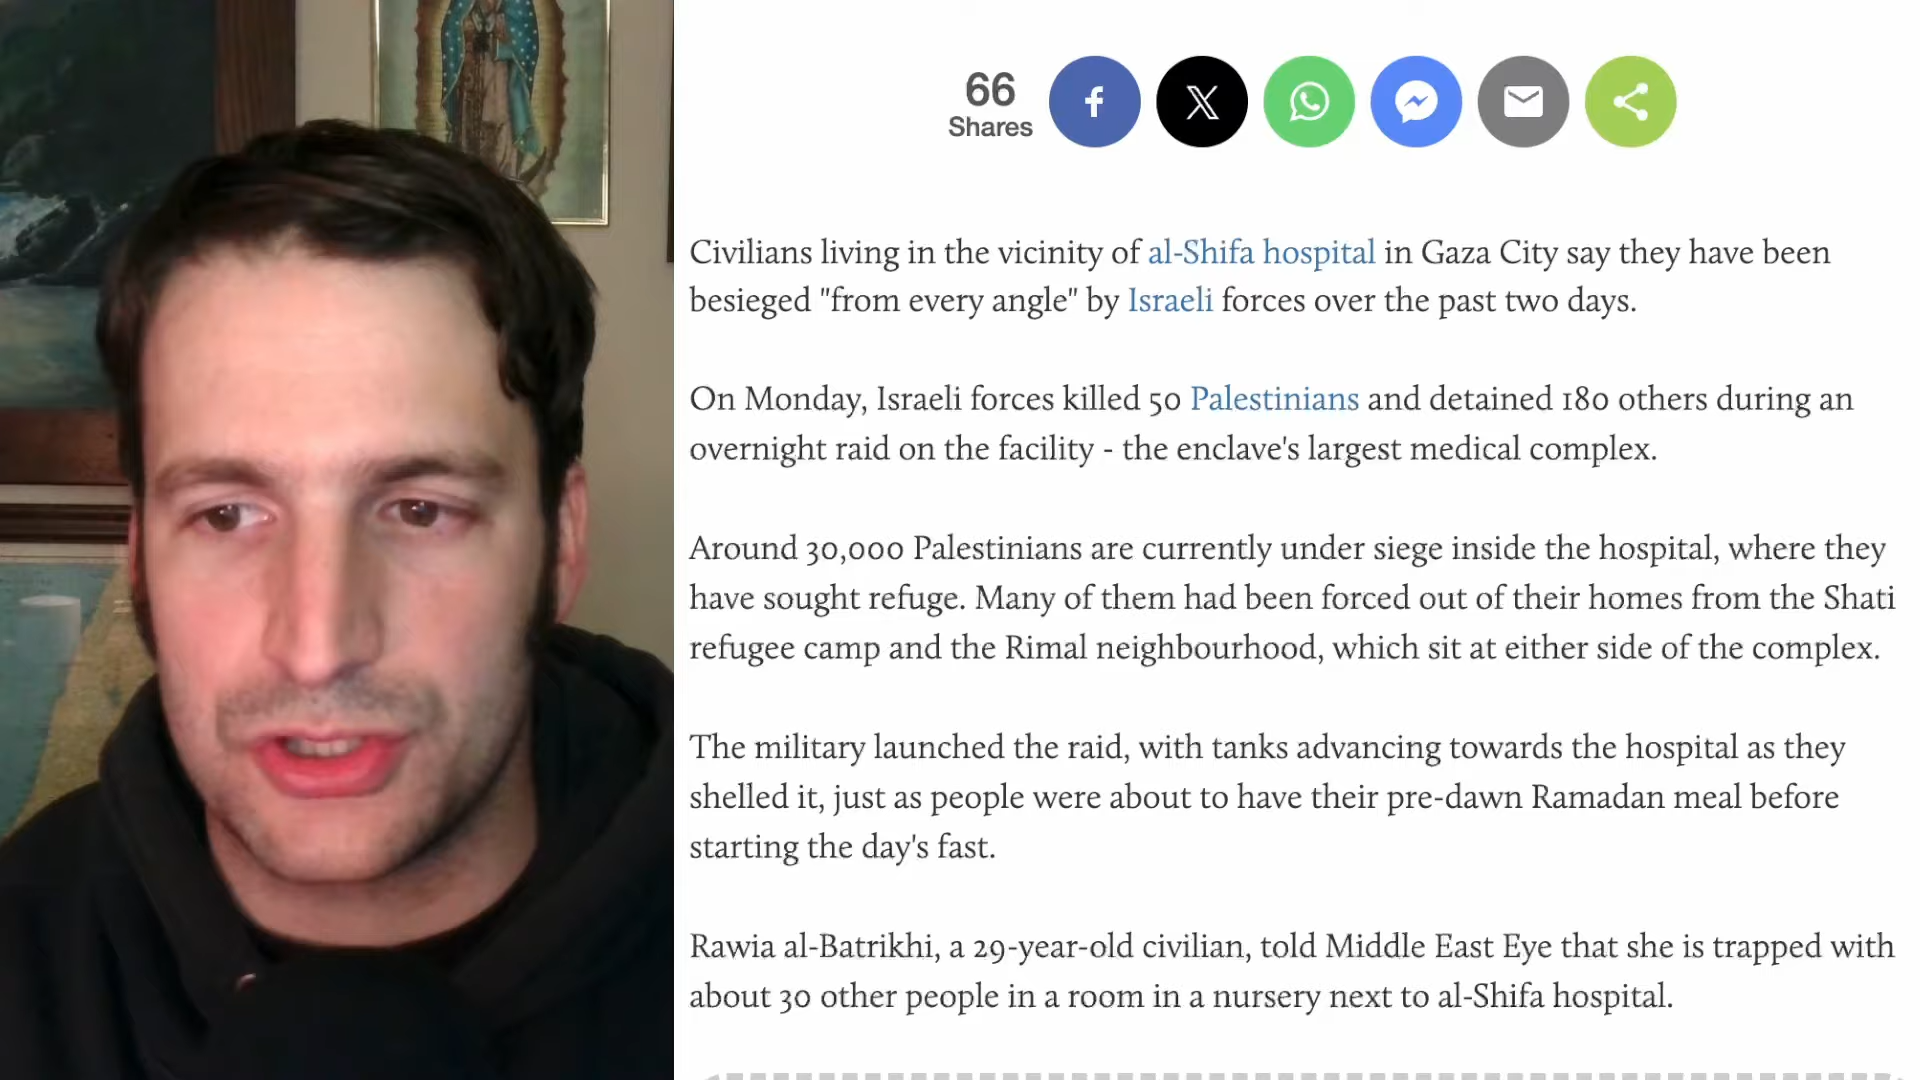 66
Shares
Civilians living in the vicinity of al-Shifa hospital in Gaza City say they have been
besieged "from every angle" by Israeli forces over the past two days.
On Monday, Israeli forces killed 50 Palestinians and detained 180 others during an
overnight raid on the facility - the enclave's largest medical complex.
Around 30,000 Palestinians are currently under siege inside the hospital, where they
have sought refuge. Many of them had been forced out of their homes from the Shati
refugee camp and the Rimal neighbourhood, which sit at either side of the complex.
The military launched the raid, with tanks advancing towards the hospital as they
shelled it, just as people were about to have their pre-dawn Ramadan meal before
starting the day's fast.
Rawia al-Batrikhi, a 29-year-old civilian, told Middle East Eye that she is trapped with
about 30 other people in a room in a nursery next to al-Shifa hospital.